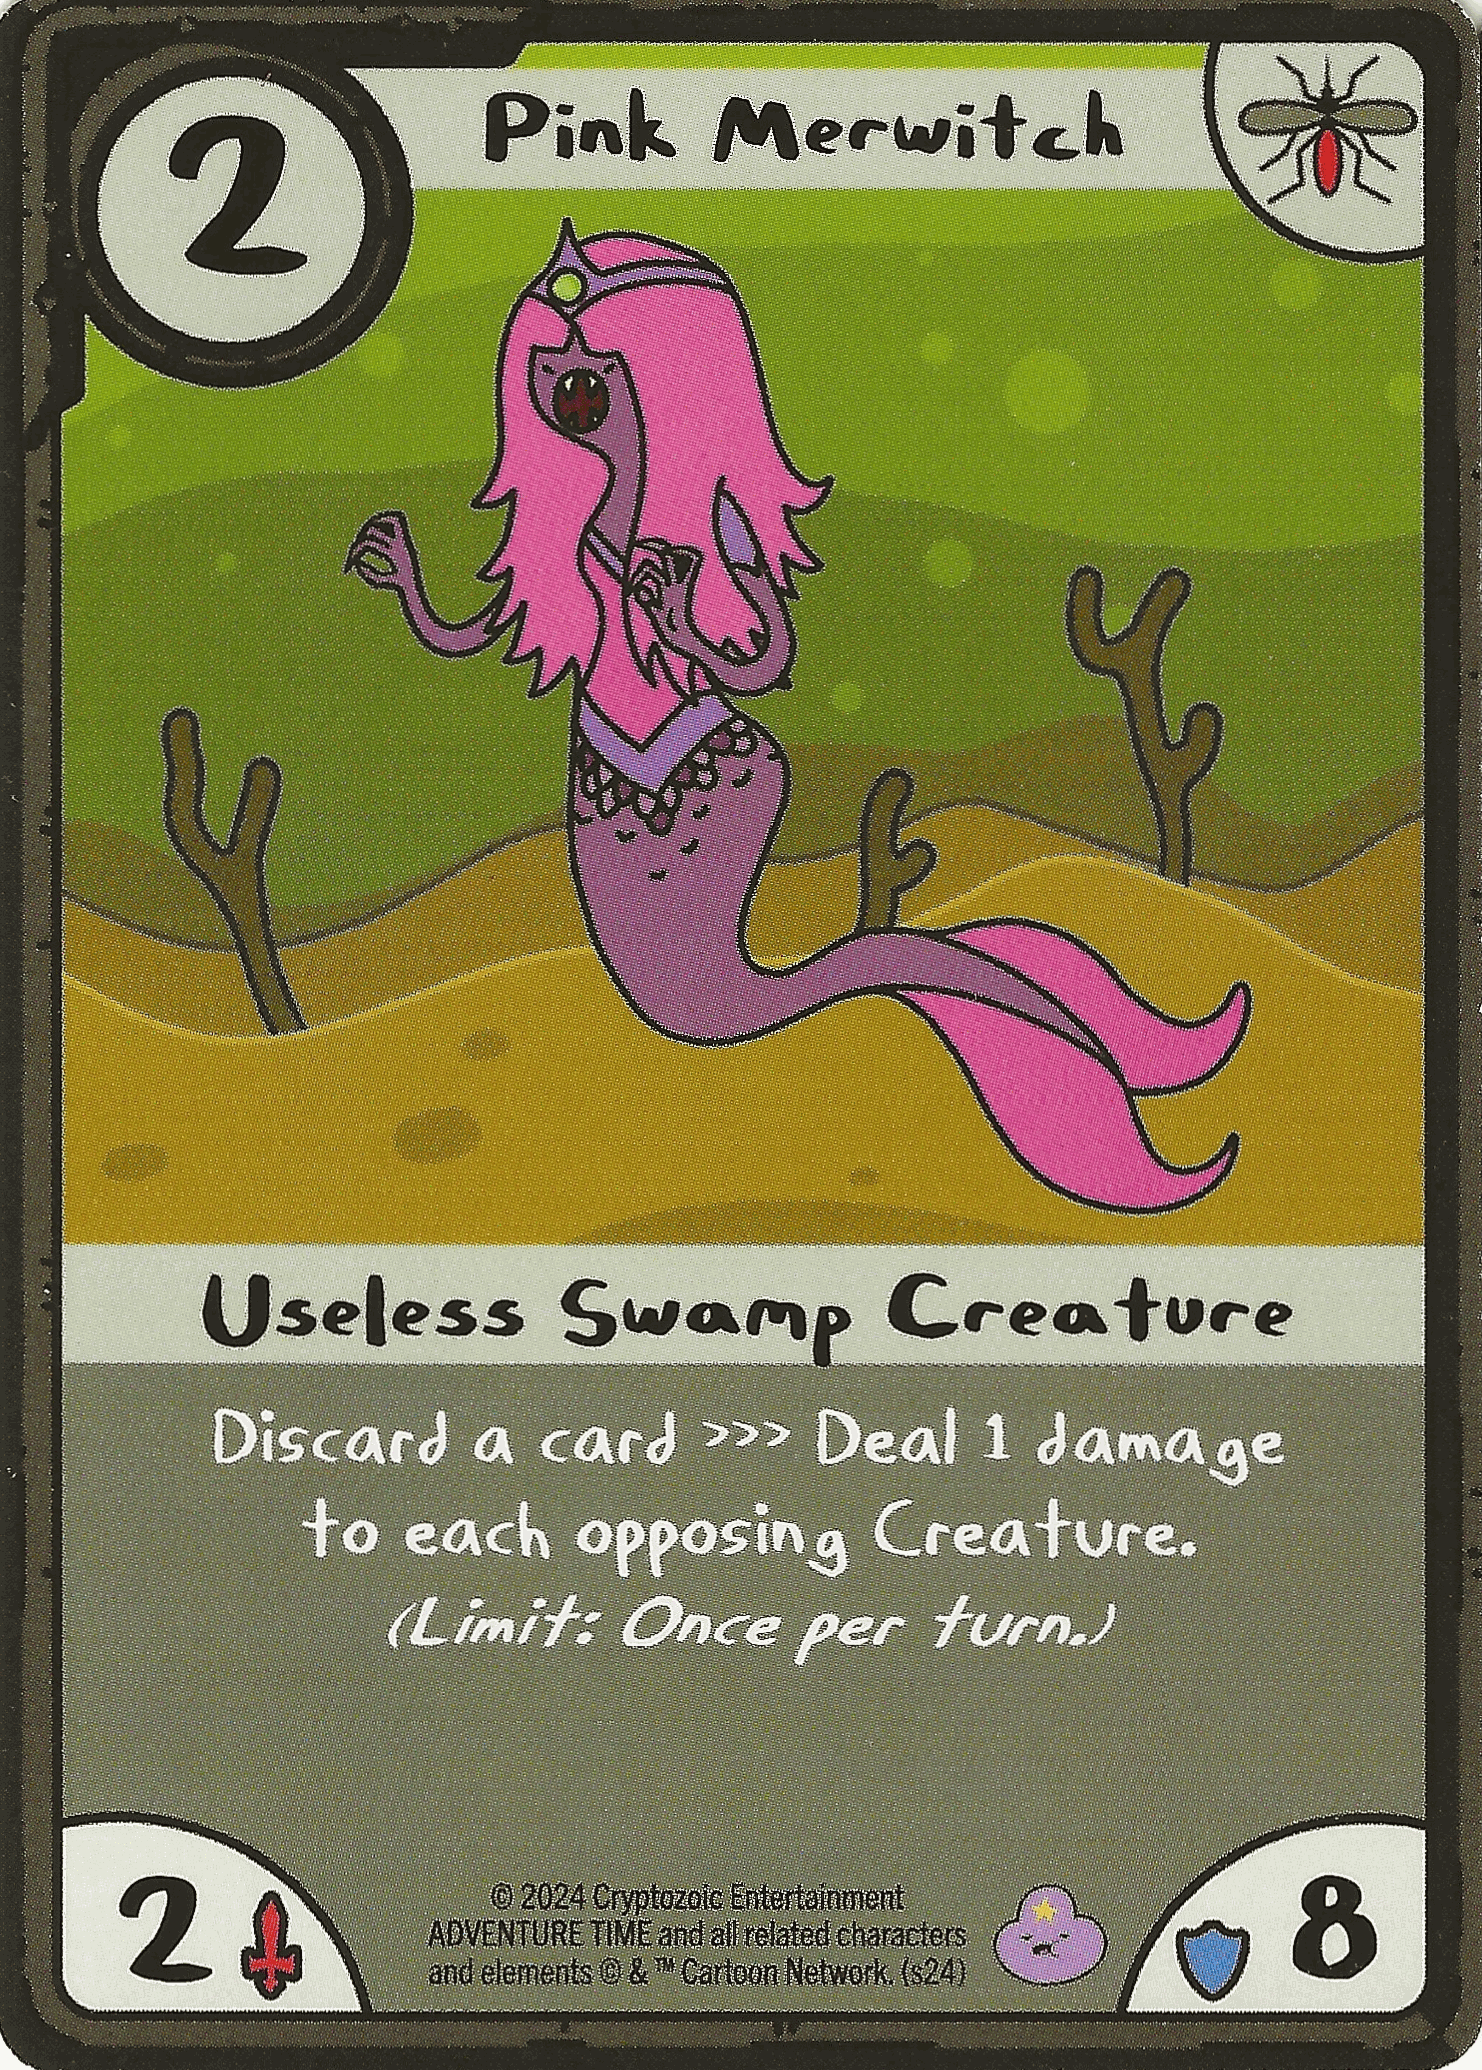 2
Pink Merwitch
Useless Swamp Creature
Discard a card >>> Deal 1 damage
to each opposing Creature.
(Limit: Once per turn.)
2
© 2024 Cryptozoic Entertainment
ADVENTURE TIME and all related characters
and elements © & ™ Cartoon Network. (s24)
8